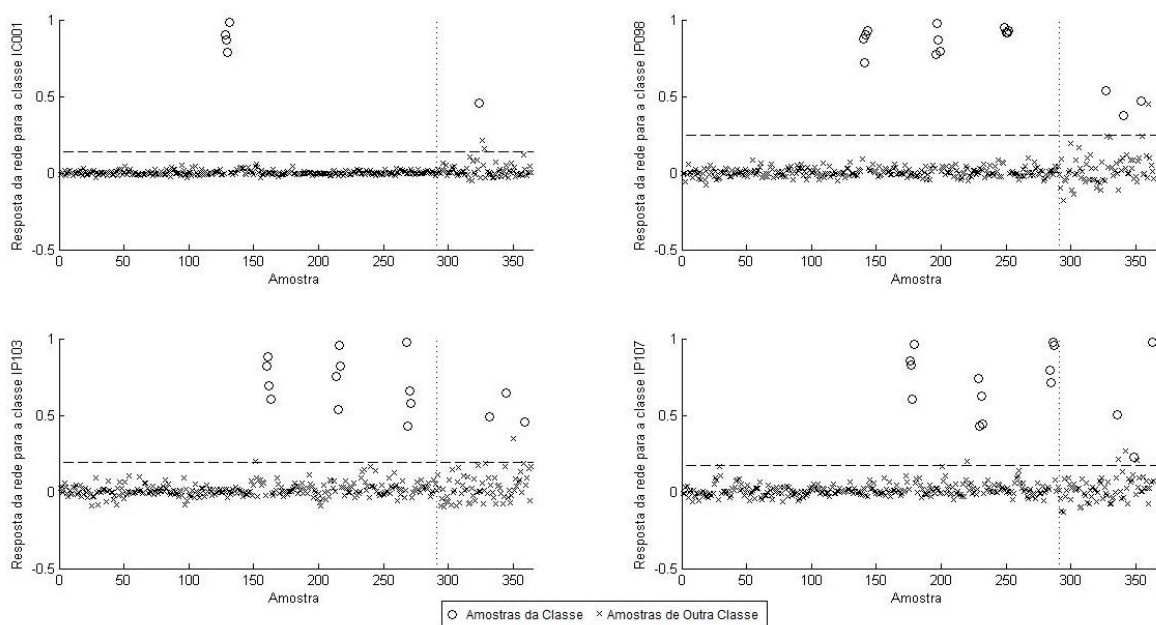 Resposta da rede para a classe IC001
1
0.5
0
-0.5
0 50 100 150 200 250 300 350
Amostra
Resposta da rede para a classe IP098
1
0.5
0
-0.5
0 50 100 150 200 250 300 350
Amostra
Resposta da rede para a classe IP103
1
0.5
0
-0.5
0 50 100 150 200 250 300 350
Amostra
Resposta da rede para a classe IP107
1
0.5
0
-0.5
0 50 100 150 200 250 300 350
Amostra
Amostras da Classe Amostras de Outra Classe